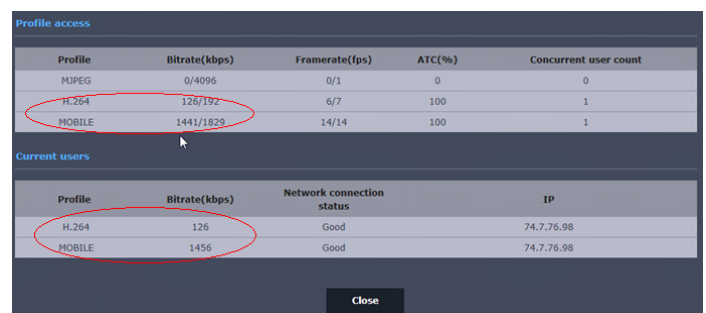 Profile access
Profile Bitrate(kbps) Framerate(fps) ATC(%) Concurrent user count
MJPEG 0/4096 0/1 0 0
H.264 126/192 6/7 100 1
MOBILE 1441/1829 14/14 100 1
Current users
Profile Bitrate(kbps) Network connection status IP
H.264 126 Good 74.7.76.98
MOBILE 1456 Good 74.7.76.98
Close